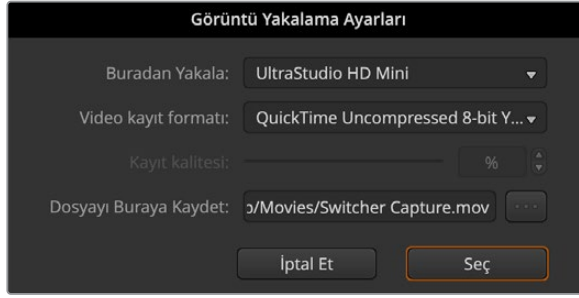 Görüntü Yakalama Ayarları
Buradan Yakala: UltraStudio HD Mini
Video kayıt formatı: QuickTime Uncompressed 8-bit Y...
Kayıt kalitesi: %
Dosyayı Buraya Kaydet: o/Movies/Switcher Capture.mov ...
İptal Et Seç